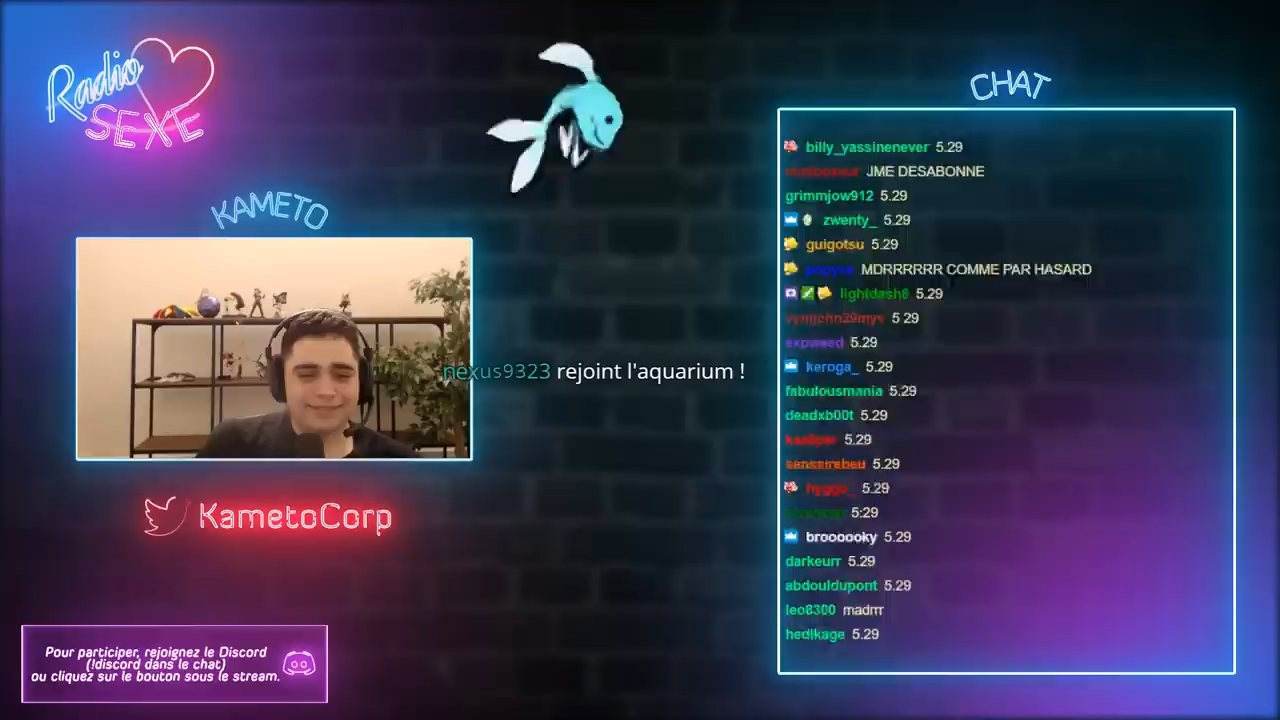 Radio
SEXE
KAMETO
KametoCorp
Pour participer, rejoignez le Discord
(!discord dans le chat)
ou cliquez sur le bouton sous le stream.
nexus9323 rejoint l'aquarium !
CHAT
billy_yassinenever 5.29
JME DESABONNE
grimmjow912 5.29
zwenty_ 5.29
guigotsu 5.29
MDRRRRRR COMME PAR HASARD
lightdash8 5.29
5 29
expweed 5.29
keroga_ 5.29
fabulousmania 5.29
deadxb00t 5.29
5.29
5.29
hyggo_ 5.29
5:29
broooooky 5.29
darkeurr 5.29
abdouldupont 5.29
leo8300 madrrr
hedikage 5.29